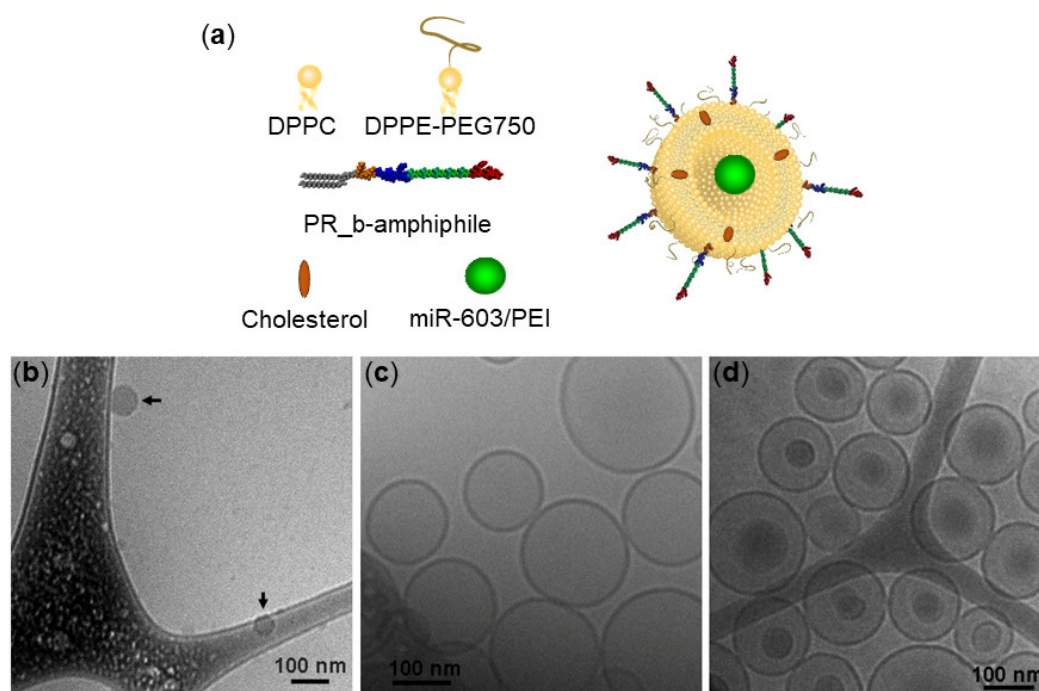 (a)
DPPC DPPE-PEG750
PR_b-amphiphile
Cholesterol miR-603/PEI
(b) (c) (d)
100 nm 100 nm 100 nm